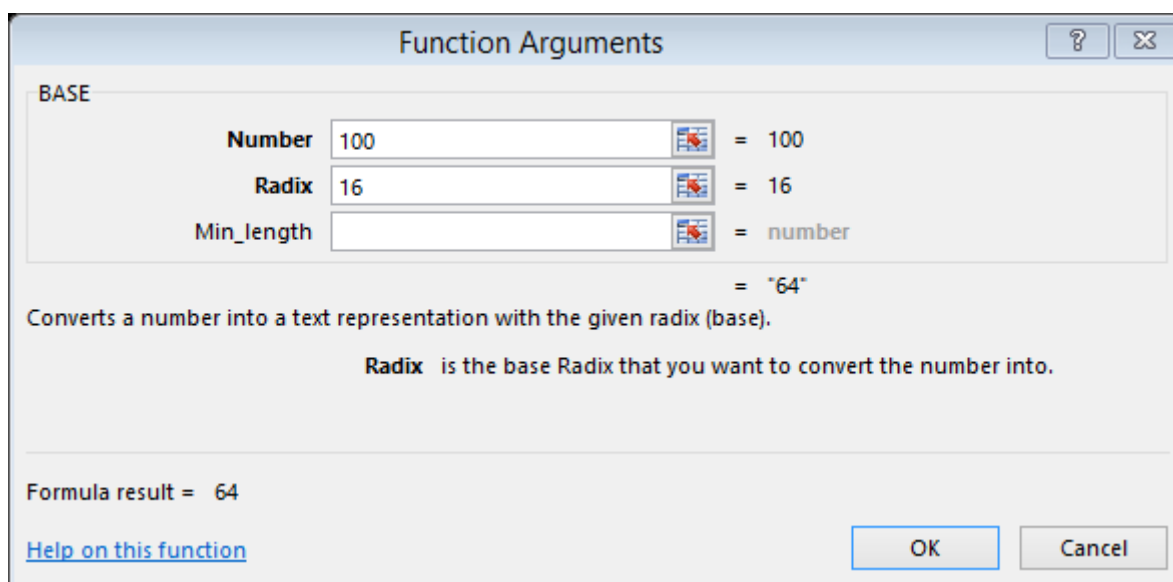 Function Arguments
BASE
Number 100 = 100
Radix 16 = 16
Min_length = number
= "64"
Converts a number into a text representation with the given radix (base).
Radix is the base Radix that you want to convert the number into.
Formula result = 64
Help on this function OK Cancel